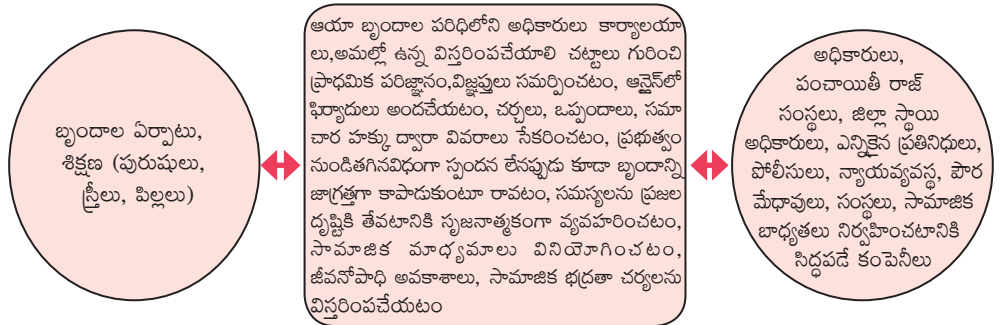 బృందాల ఏర్పాటు,
శిక్షణ (పురుషులు,
స్త్రీలు, పిల్లలు)
ఆయా బృందాల పరిధిలోని అధికారులు కార్యాలయా
లు,అమల్లో ఉన్న విస్తరింపచేయాలి చట్టాలు గురించి
ప్రాధమిక పరిజ్ఞానం,విజ్ఞప్తులు సమర్పించటం, ఆన్లైన్‌లో
ఫిర్యాదులు అందచేయటం, చర్చలు, ఒప్పందాలు, సమా
చార హక్కు ద్వారా వివరాలు సేకరించటం, ప్రభుత్వం
నుండితగినవిధంగా స్పందన లేనప్పుడు కూడా బృందాన్ని
జాగ్రత్తగా కాపాడుకుంటూ రావటం, సమస్యలను ప్రజల
దృష్టికి తేవటానికి సృజనాత్మకంగా వ్యవహరించటం,
సామాజిక మాధ్యమాలు వినియోగించటం,
జీవనోపాధి అవకాశాలు, సామాజిక భద్రతా చర్యలను
విస్తరింపచేయటం
అధికారులు,
పంచాయితీ రాజ్
సంస్థలు, జిల్లా స్థాయి
అధికారులు, ఎన్నికైన ప్రతినిధులు,
పోలీసులు, న్యాయవ్యవస్థ, పౌర
మేధావులు, సంస్థలు, సామాజిక
బాధ్యతలు నిర్వహించటానికి
సిద్ధపడే కంపెనీలు